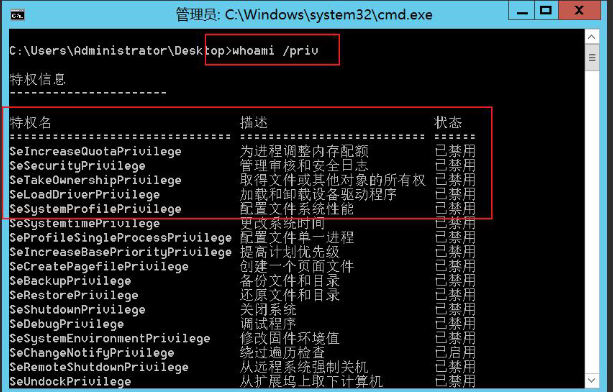 管理员: C:\Windows\system32\cmd.exe
C:\Users\Administrator\Desktop>whoami /priv
特权信息
----------------------
特权名 描述 状态
=============================== ========================== ======
SeIncreaseQuotaPrivilege 为进程调整内存配额 已禁用
SeSecurityPrivilege 管理审核和安全日志 已禁用
SeTakeOwnershipPrivilege 取得文件或其他对象的所有权 已禁用
SeLoadDriverPrivilege 加载和卸载设备驱动程序 已禁用
SeSystemProfilePrivilege 配置文件系统性能 已禁用
SeSystemtimePrivilege 更改系统时间 已禁用
SeProfileSingleProcessPrivilege 配置文件单一进程 已禁用
SeIncreaseBasePriorityPrivilege 提高计划优先级 已禁用
SeCreatePagefilePrivilege 创建一个页面文件 已禁用
SeBackupPrivilege 备份文件和目录 已禁用
SeRestorePrivilege 还原文件和目录 已禁用
SeShutdownPrivilege 关闭系统 已禁用
SeDebugPrivilege 调试程序 已禁用
SeSystemEnvironmentPrivilege 修改固件环境值 已禁用
SeChangeNotifyPrivilege 绕过遍历检查 已启用
SeRemoteShutdownPrivilege 从远程系统强制关机 已禁用
SeUndockPrivilege 从扩展坞上取下计算机 已禁用